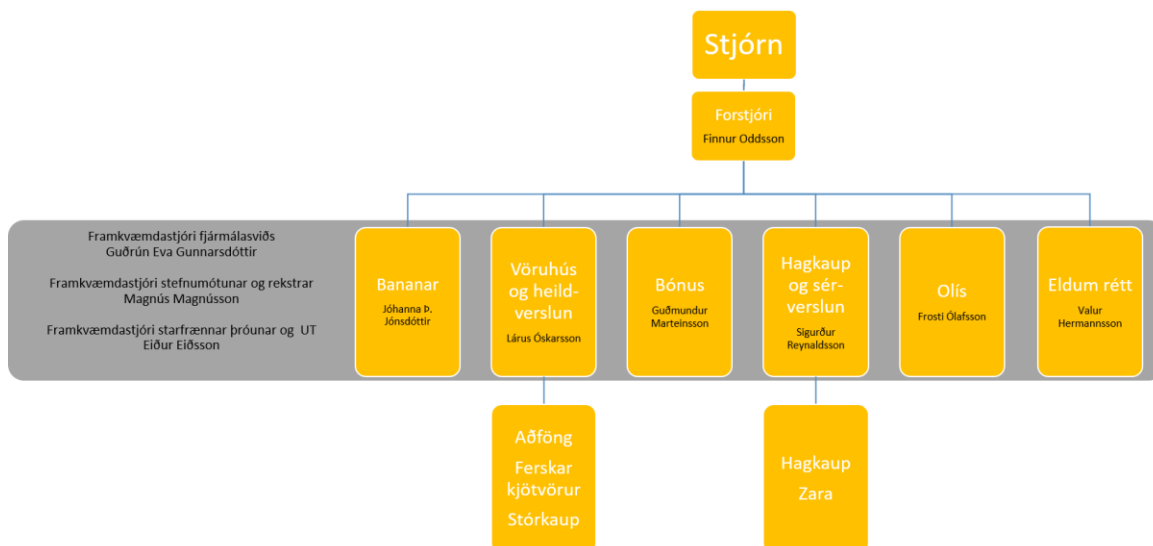 Stjórn
Forstjóri
Finnur Oddsson
Framkvæmdastjóri fjármálasviðs
Guðrún Eva Gunnarsdóttir
Framkvæmdastjóri stefnumótunar og rekstrar
Magnús Magnússon
Framkvæmdastjóri starfrænnar þróunar og UT
Eiður Eiðsson
Bananar
Jóhanna Þ.
Jónsdóttir
Vöruhús
og heild-
verslun
Lárus Óskarsson
Bónus
Guðmundur
Marteinsson
Hagkaup
og sér-
verslun
Sigurður
Reynaldsson
Olís
Frosti Ólafsson
Eldum rétt
Valur
Hermannsson
Aðföng
Ferskar
kjötvörur
Stórkaup
Hagkaup
Zara